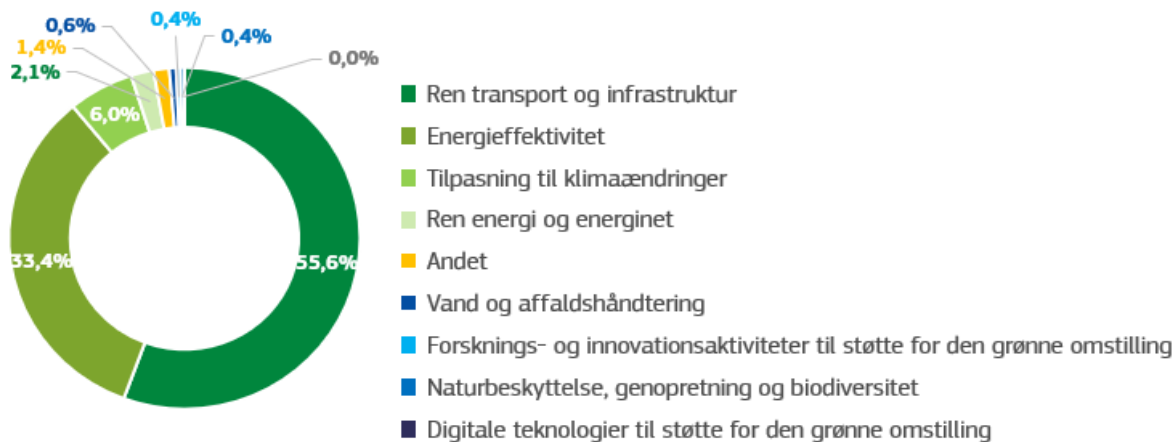 0,6%
0,4%
0,4%
1,4%
0,0%
2,1%
6,0%
33,4%
55,6%
Ren transport og infrastruktur
Energieffektivitet
Tilpasning til klimaændringer
Ren energi og energinet
Andet
Vand og affaldshåndtering
Forsknings- og innovationsaktiviteter til støtte for den grønne omstilling
Naturbeskyttelse, genopretning og biodiversitet
Digitale teknologier til støtte for den grønne omstilling